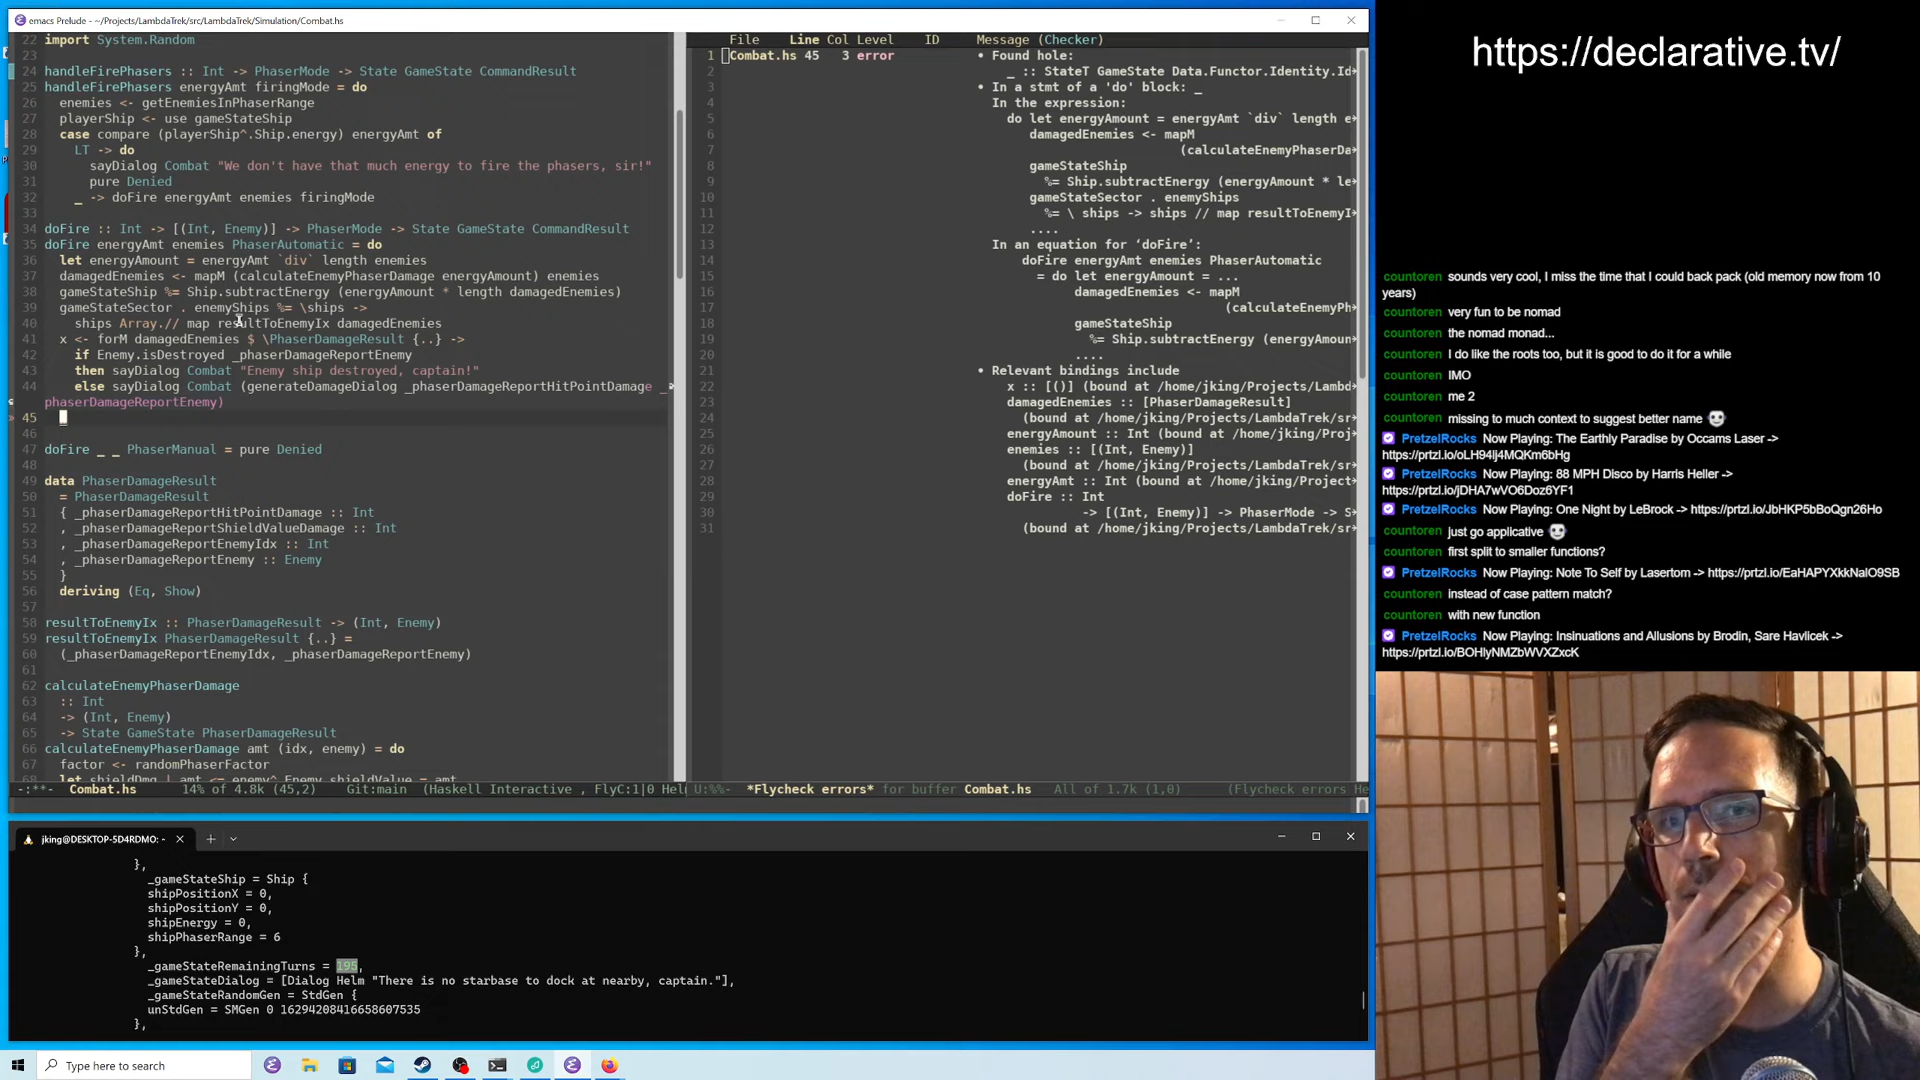 emacs Prelude - ~/Projects/LambdaTrek/src/LambdaTrek/Simulation/Combat.hs
22 import System.Random
23
24 handleFirePhasers :: Int -> PhaserMode -> State GameState CommandResult
25 handleFirePhasers energyAmt firingMode = do
26 enemies <- getEnemiesInPhaserRange
27 playerShip <- use gameStateShip
28 case compare (playerShip^.Ship.energy) energyAmt of
29 LT -> do
30 sayDialog Combat "We don't have that much energy to fire the phasers, sir!"
31 pure Denied
32 _ -> doFire energyAmt enemies firingMode
33
34 doFire :: Int -> [(Int, Enemy)] -> PhaserMode -> State GameState CommandResult
35 doFire energyAmt enemies PhaserAutomatic = do
36 let energyAmount = energyAmt `div` length enemies
37 damagedEnemies <- mapM (calculateEnemyPhaserDamage energyAmount) enemies
38 gameStateShip %= Ship.subtractEnergy (energyAmount * length damagedEnemies)
39 gameStateSector . enemyShips %= \ships ->
40 ships Array.// map resultToEnemyIx damagedEnemies
41 x <- forM damagedEnemies $ \PhaserDamageResult {..} ->
42 if Enemy.isDestroyed _phaserDamageReportEnemy
43 then sayDialog Combat "Enemy ship destroyed, captain!"
44 else sayDialog Combat (generateDamageDialog _phaserDamageReportHitPointDamage _
phaserDamageReportEnemy)
45 _
46
47 doFire _ _ PhaserManual = pure Denied
48
49 data PhaserDamageResult
50 = PhaserDamageResult
51 { _phaserDamageReportHitPointDamage :: Int
52 , _phaserDamageReportShieldValueDamage :: Int
53 , _phaserDamageReportEnemyIdx :: Int
54 , _phaserDamageReportEnemy :: Enemy
55 }
56 deriving (Eq, Show)
57
58 resultToEnemyIx :: PhaserDamageResult -> (Int, Enemy)
59 resultToEnemyIx PhaserDamageResult {..} =
60 (_phaserDamageReportEnemyIdx, _phaserDamageReportEnemy)
61
62 calculateEnemyPhaserDamage
63 :: Int
64 -> (Int, Enemy)
65 -> State GameState PhaserDamageResult
66 calculateEnemyPhaserDamage amt (idx, enemy) = do
67 factor <- randomPhaserFactor
68 let shieldDmg | amt <= enemy^.Enemy.shieldValue = amt
-:**- Combat.hs 14% of 4.8k (45,2) Git:main (Haskell Interactive , FlyC:1|0 Hel
File Line Col Level ID Message (Checker)
1 Combat.hs 45 3 error • Found hole:
2 _ :: StateT GameState Data.Functor.Identity.Id
3 • In a stmt of a 'do' block: _
4 In the expression:
5 do let energyAmount = energyAmt `div` length e
6 damagedEnemies <- mapM
7 (calculateEnemyPhaserDa
8 gameStateShip
9 %= Ship.subtractEnergy (energyAmount * le
10 gameStateSector . enemyShips
11 %= \ ships -> ships // map resultToEnemyI
12 ....
13 In an equation for ‘doFire’:
14 doFire energyAmt enemies PhaserAutomatic
15 = do let energyAmount = ...
16 damagedEnemies <- mapM
17 (calculateEnemyPh
18 gameStateShip
19 %= Ship.subtractEnergy (energyAmoun
20 ....
21 • Relevant bindings include
22 x :: [()] (bound at /home/jking/Projects/Lambd
23 damagedEnemies :: [PhaserDamageResult]
24 (bound at /home/jking/Projects/LambdaTrek/sr
25 energyAmount :: Int (bound at /home/jking/Proj
26 enemies :: [(Int, Enemy)]
27 (bound at /home/jking/Projects/LambdaTrek/sr
28 energyAmt :: Int (bound at /home/jking/Project
29 doFire :: Int
30 -> [(Int, Enemy)] -> PhaserMode -> S
31 (bound at /home/jking/Projects/LambdaTrek/sr
U:%%- *Flycheck errors* for buffer Combat.hs All of 1.7k (1,0) (Flycheck errors He
jking@DESKTOP-5D4RDMO: ~
},
_gameStateShip = Ship {
shipPositionX = 0,
shipPositionY = 0,
shipEnergy = 0,
shipPhaserRange = 6
},
_gameStateRemainingTurns = 195,
_gameStateDialog = [Dialog Helm "There is no starbase to dock at nearby, captain."],
_gameStateRandomGen = StdGen {
unStdGen = SMGen 0 16294208416658607535
},
Type here to search
https://declarative.tv/
countoren sounds very cool, I miss the time that I could back pack (old memory now from 10
years)
countoren very fun to be nomad
countoren the nomad monad...
countoren I do like the roots too, but it is good to do it for a while
countoren IMO
countoren me 2
countoren missing to much context to suggest better name
PretzelRocks Now Playing: The Earthly Paradise by Occams Laser ->
https://prtzl.io/oLH94lj4MQKm6bHg
PretzelRocks Now Playing: 88 MPH Disco by Harris Heller ->
https://prtzl.io/jDHA7wVO6Doz6YF1
PretzelRocks Now Playing: One Night by LeBrock -> https://prtzl.io/JbHKP5bBoQgn26Ho
countoren just go applicative
countoren first split to smaller functions?
PretzelRocks Now Playing: Note To Self by Lasertom -> https://prtzl.io/EaHAPYXkkNalO9SB
countoren instead of case pattern match?
countoren with new function
PretzelRocks Now Playing: Insinuations and Allusions by Brodin, Sare Havlicek ->
https://prtzl.io/BOHlyNMZbWVXZxcK